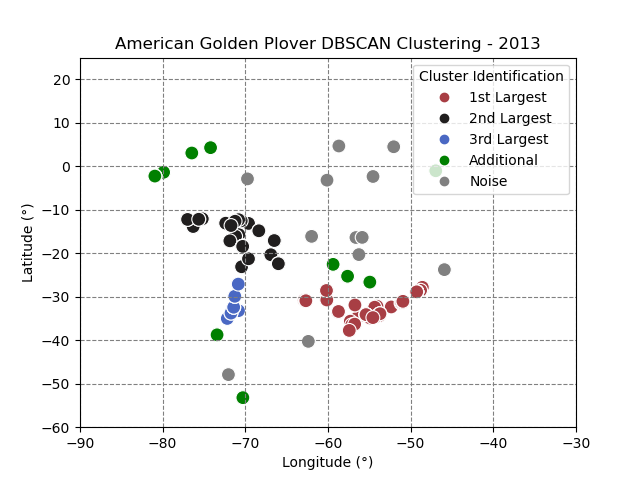 American Golden Plover DBSCAN Clustering - 2013
Cluster Identification
1st Largest
2nd Largest
3rd Largest
Additional
Noise
20
10
0
−10
−20
−30
−40
−50
−60
Latitude (°)
−90
−80
−70
−60
−50
−40
−30
Longitude (°)